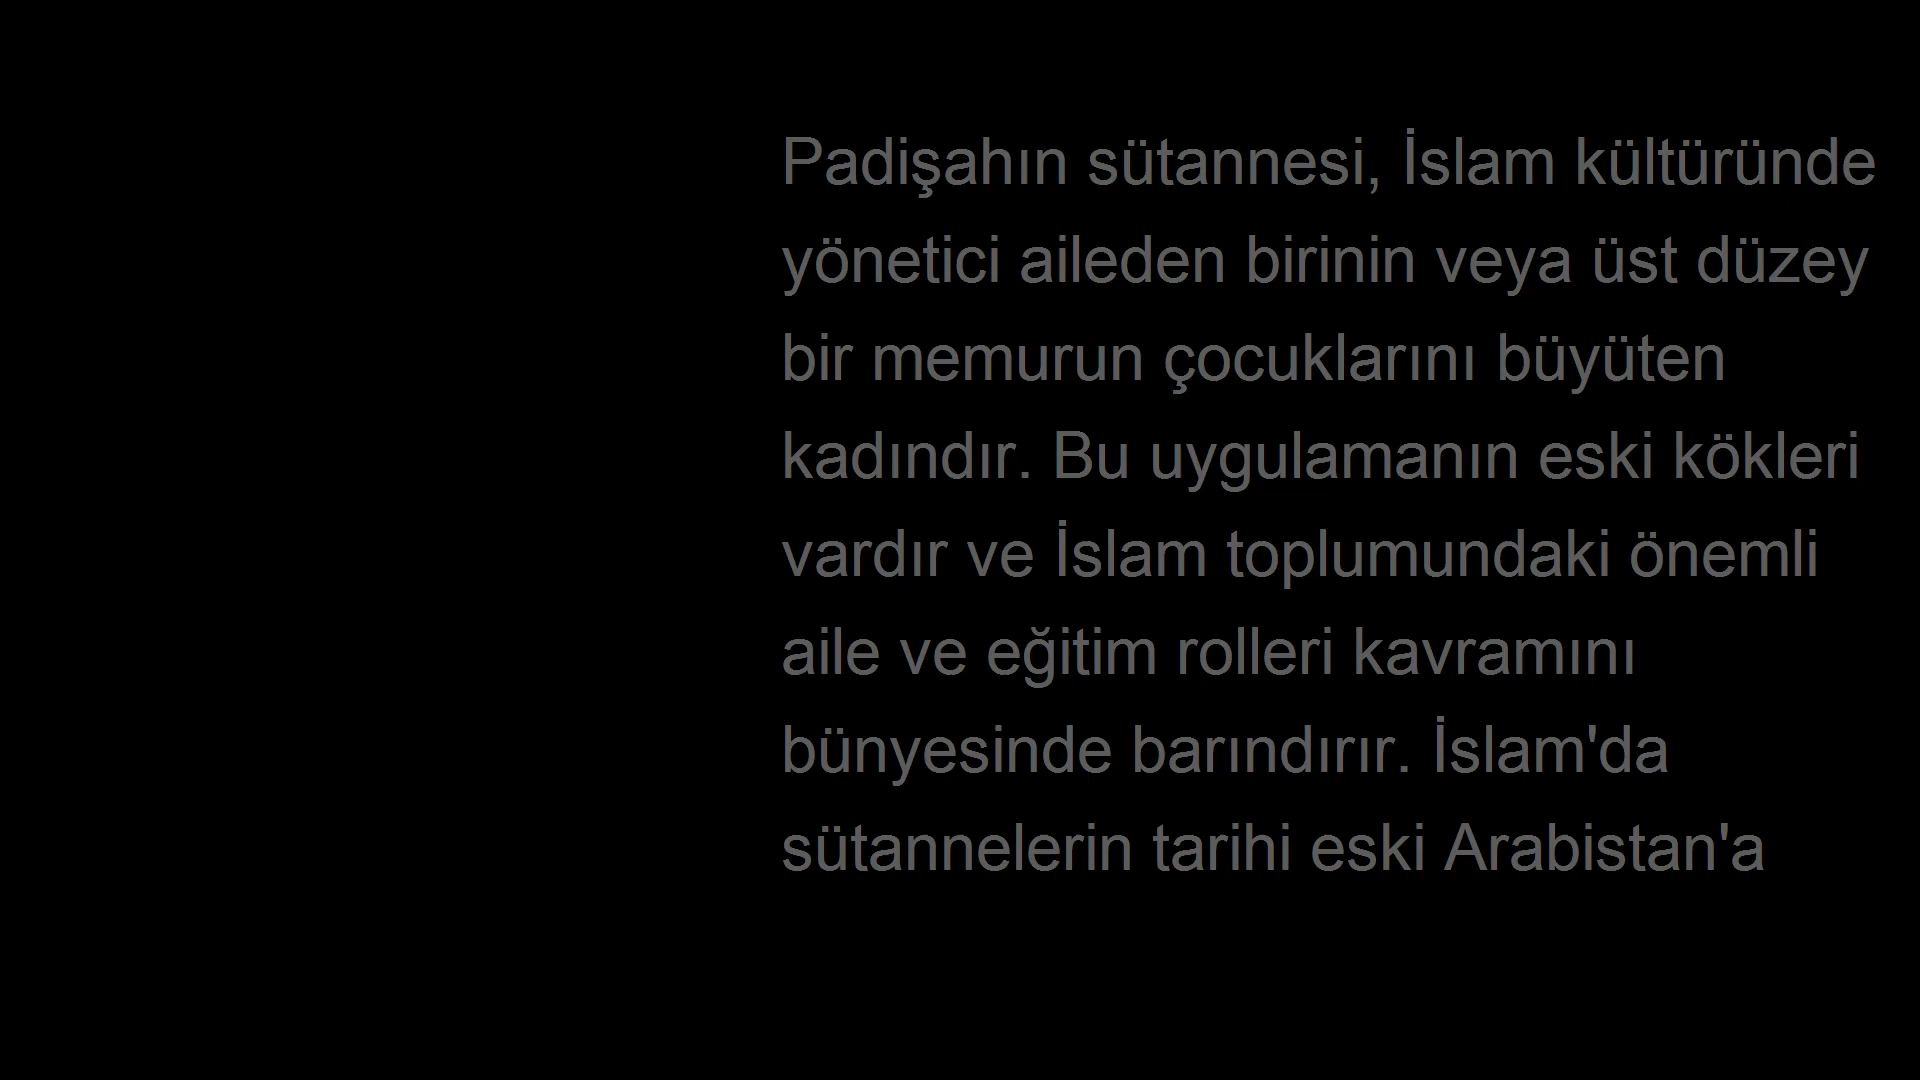 Padişahın sütannesi, İslam kültüründe
yönetici aileden birinin veya üst düzey
bir memurun çocuklarını büyüten
kadındır. Bu uygulamanın eski kökleri
vardır ve İslam toplumundaki önemli
aile ve eğitim rolleri kavramını
bünyesinde barındırır. İslam'da
sütannelerin tarihi eski Arabistan'a